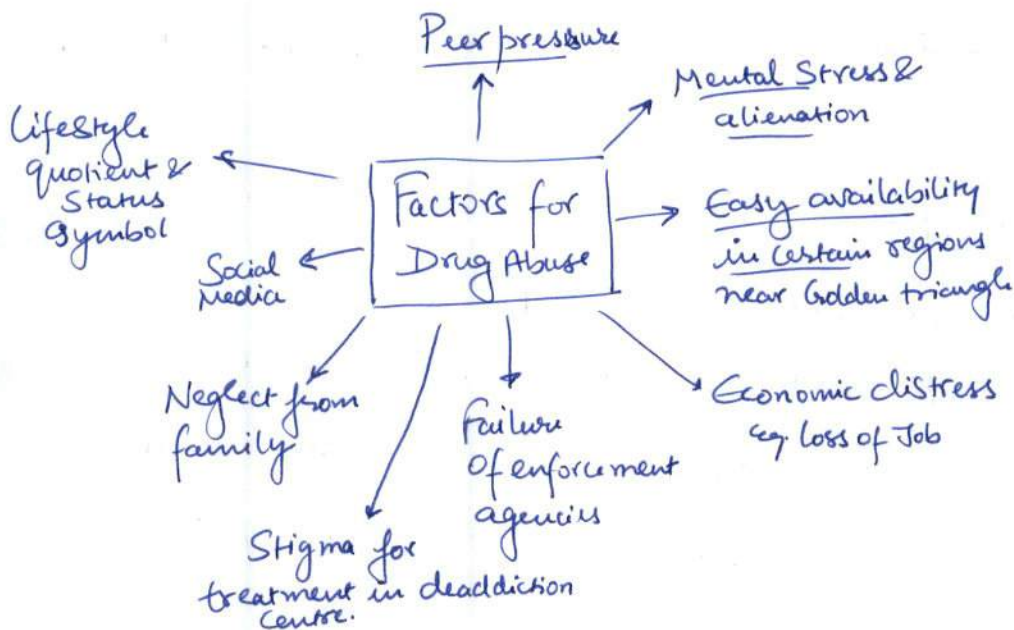 Peer pressure
Mental Stress &
alienation
Lifestyle
quotient &
Status
Symbol
Factors for
Drug Abuse
Easy availability
in certain regions
near Golden triangle
Social
Media
Neglect from
family
Failure
of enforcement
agencies
Economic distress
eg. loss of Job
Stigma for
treatment in deaddiction
centre.